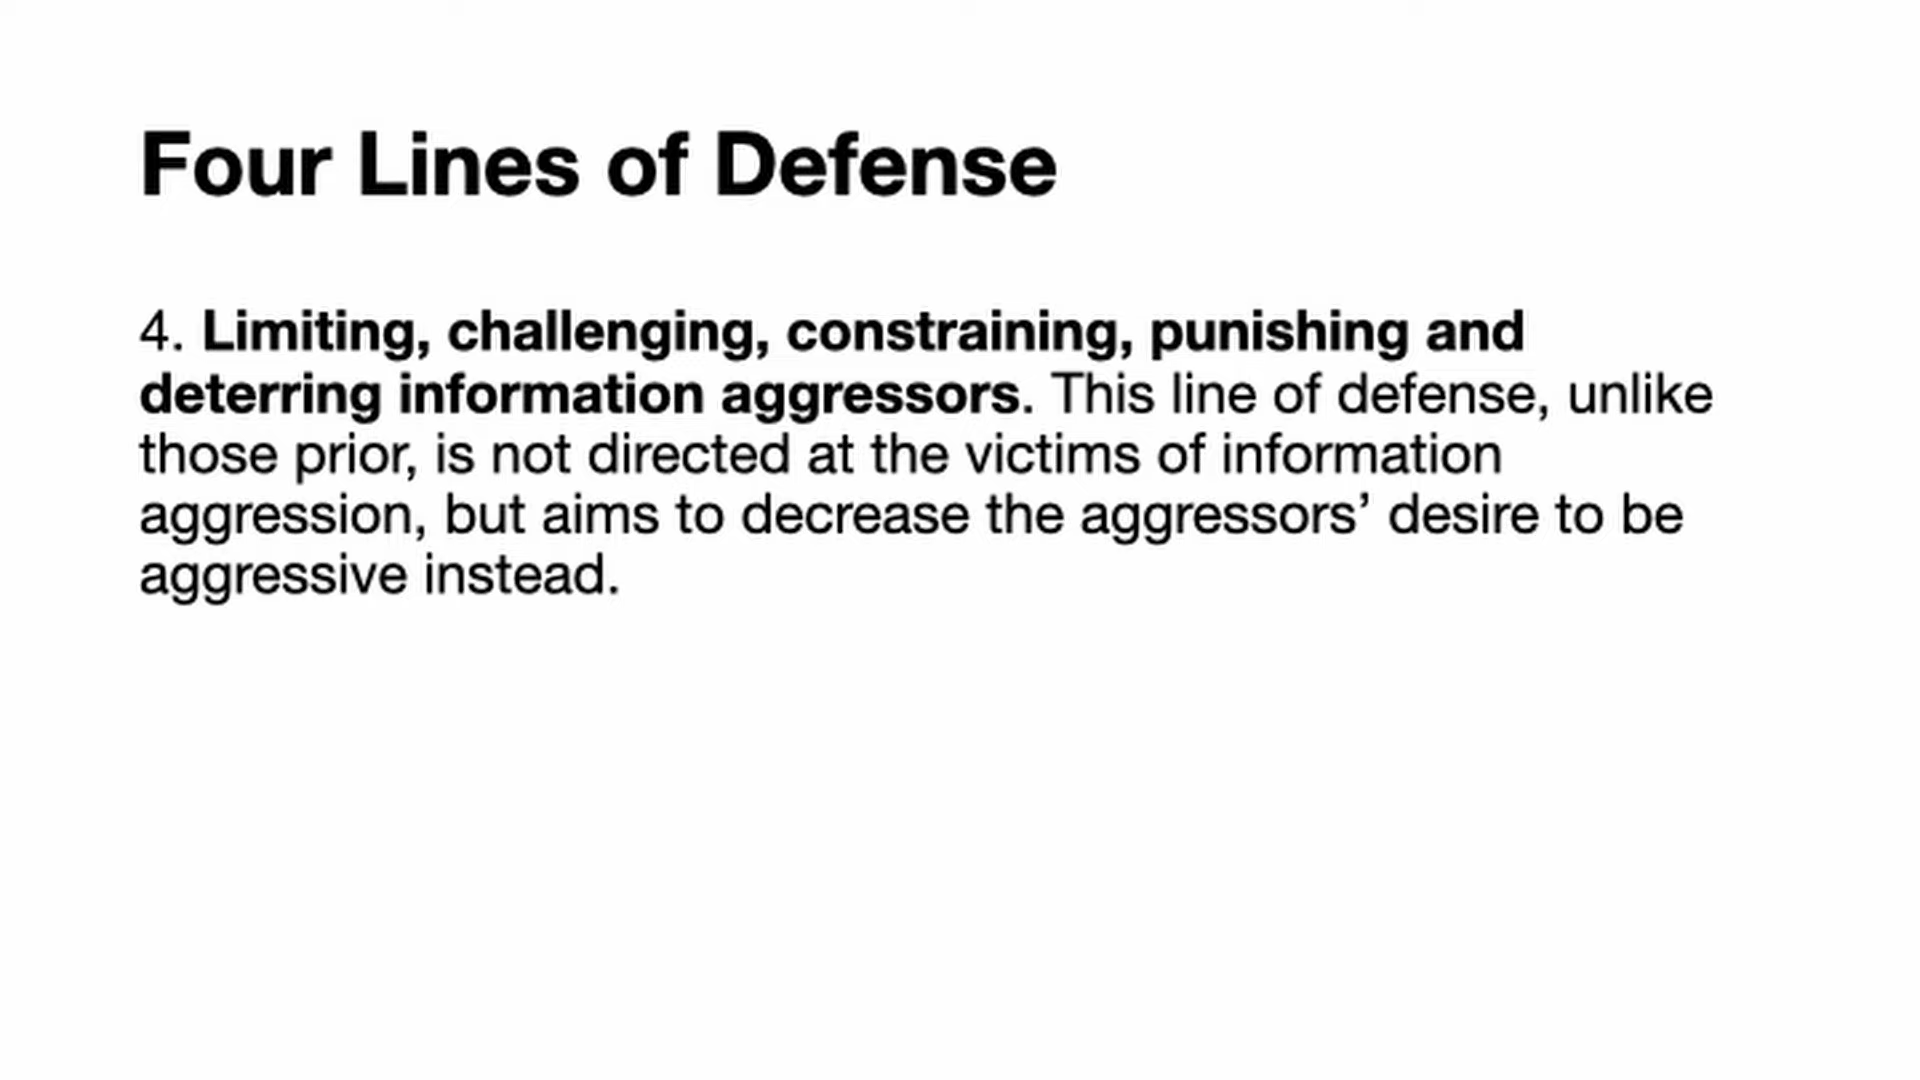 Four Lines of Defense
4. Limiting, challenging, constraining, punishing and
deterring information aggressors. This line of defense, unlike
those prior, is not directed at the victims of information
aggression, but aims to decrease the aggressors’ desire to be
aggressive instead.